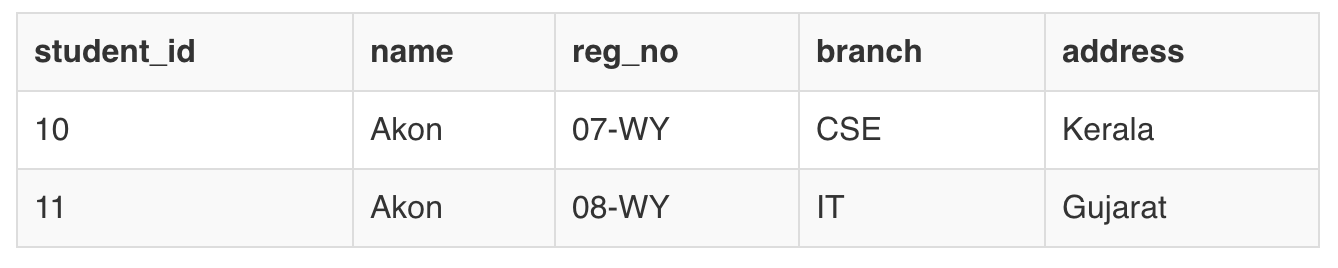 student_id name reg_no branch address
10 Akon 07-WY CSE Kerala
11 Akon 08-WY IT Gujarat